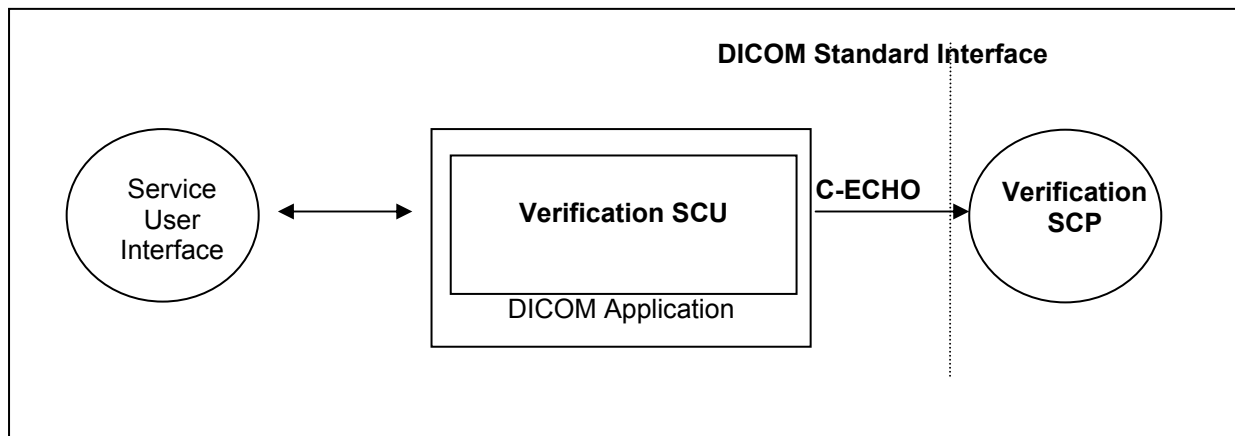 DICOM Standard Interface
Service
User
Interface
Verification SCU
DICOM Application
C-ECHO
Verification
SCP